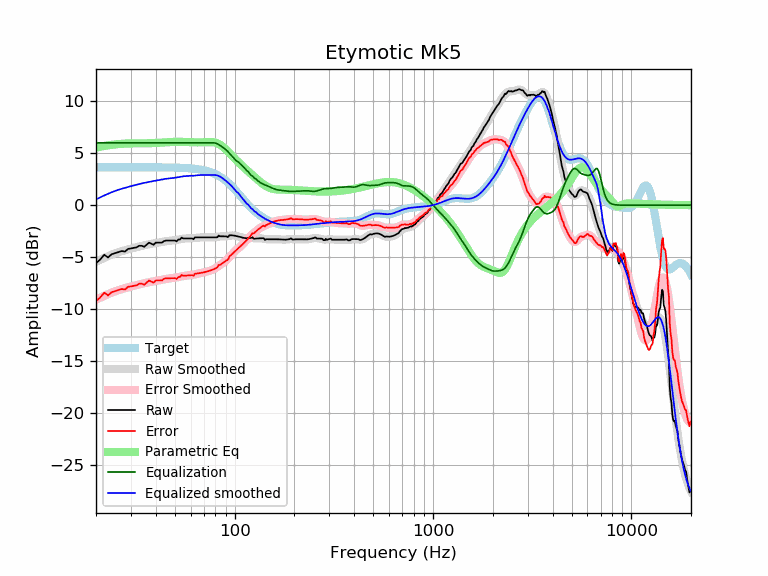 Etymotic Mk5
Amplitude (dBr)
10
5
0
−5
−10
−15
−20
−25
Target
Raw Smoothed
Error Smoothed
Raw
Error
Parametric Eq
Equalization
Equalized smoothed
100
1000
10000
Frequency (Hz)